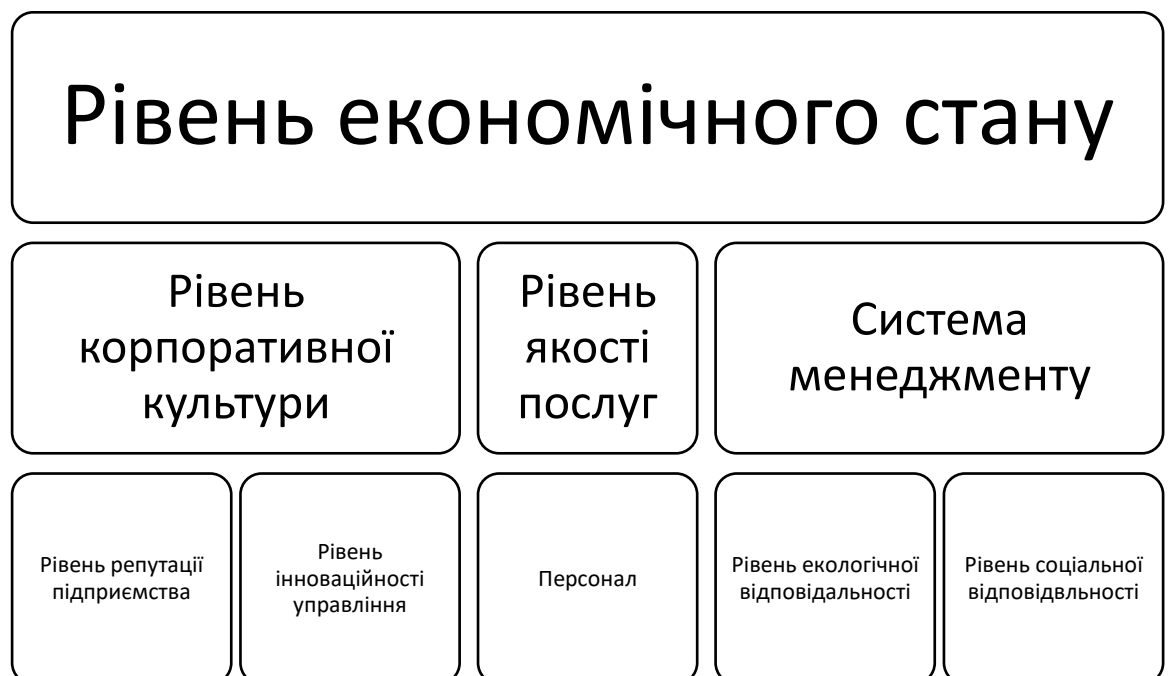 Рівень економічного стану
Рівень
корпоративної
культури
Рівень
якості
послуг
Система
менеджменту
Рівень репутації
підприємства
Рівень
інноваційності
управління
Персонал
Рівень екологічної
відповідальності
Рівень соціальної
відповідвльності